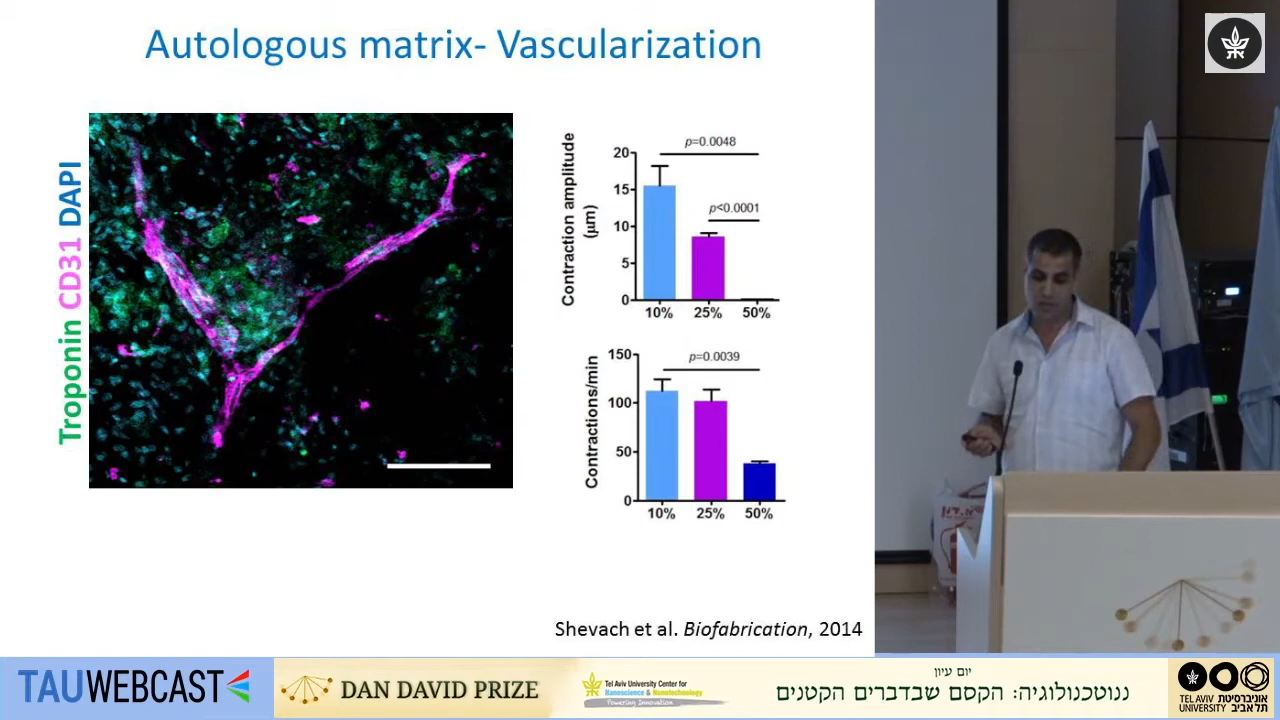 Autologous matrix- Vascularization
Troponin CD31 DAPI
Contraction amplitude
(µm)
20
15
10
5
0
p=0.0048
p<0.0001
10% 25% 50%
Contractions/min
150
100
50
0
p=0.0039
10% 25% 50%
Shevach et al. Biofabrication, 2014
TAUWEBCAST
DAN DAVID PRIZE
Tel Aviv University Center for
Nanoscience & Nanotechnology
Powering Innovation
יום עיון
ננוטכנולוגיה: הקסם שבדברים הקטנים
TEL AVIV אוניברסיטת
UNIVERSITY תל אביב